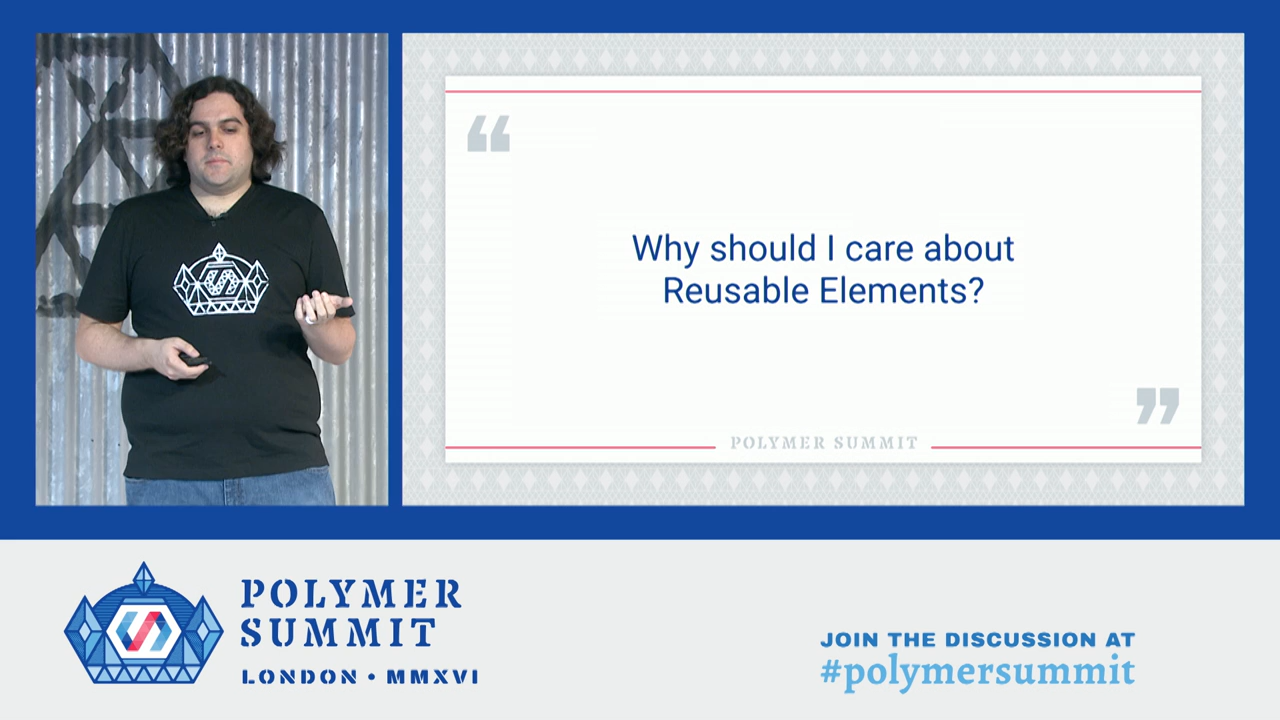 “
Why should I care about
Reusable Elements?
”
POLYMER SUMMIT
POLYMER
SUMMIT
LONDON • MMXVI
JOIN THE DISCUSSION AT
#polymersummit